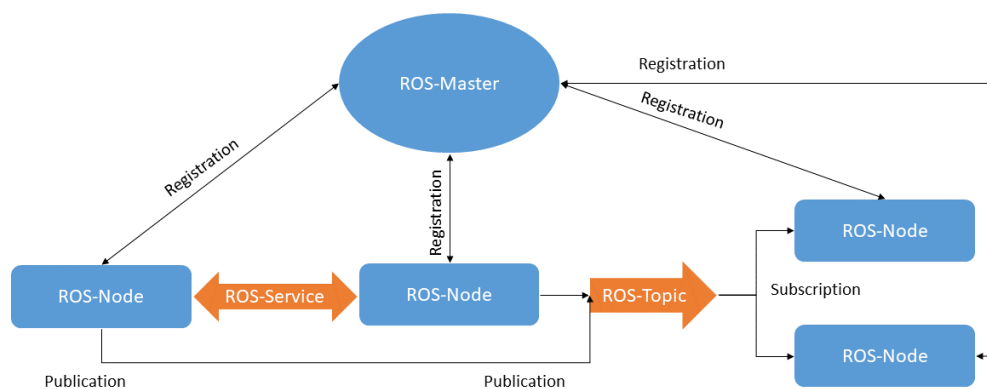 ROS-Master
Registration
Registration
Registration
Registration
ROS-Node
ROS-Node
ROS-Service
ROS-Node
ROS-Topic
Subscription
ROS-Node
Publication
Publication